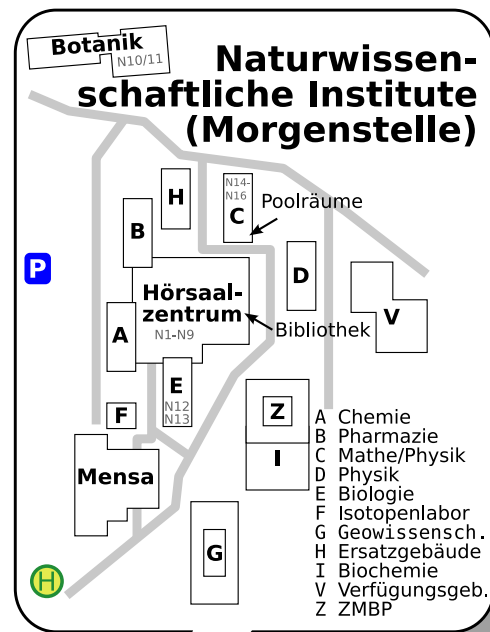 Botanik
N10/11
Naturwissen-
schaftliche Institute
(Morgenstelle)
H
N14-
N16
C
Poolräume
B
P
D
Hörsaal-
zentrum
N1-N9
Bibliothek
V
A
E
N12
N13
F
Z
I
Mensa
G
H
A Chemie
B Pharmazie
C Mathe/Physik
D Physik
E Biologie
F Isotopenlabor
G Geowissensch.
H Ersatzgebäude
I Biochemie
V Verfügungsgeb.
Z ZMBP